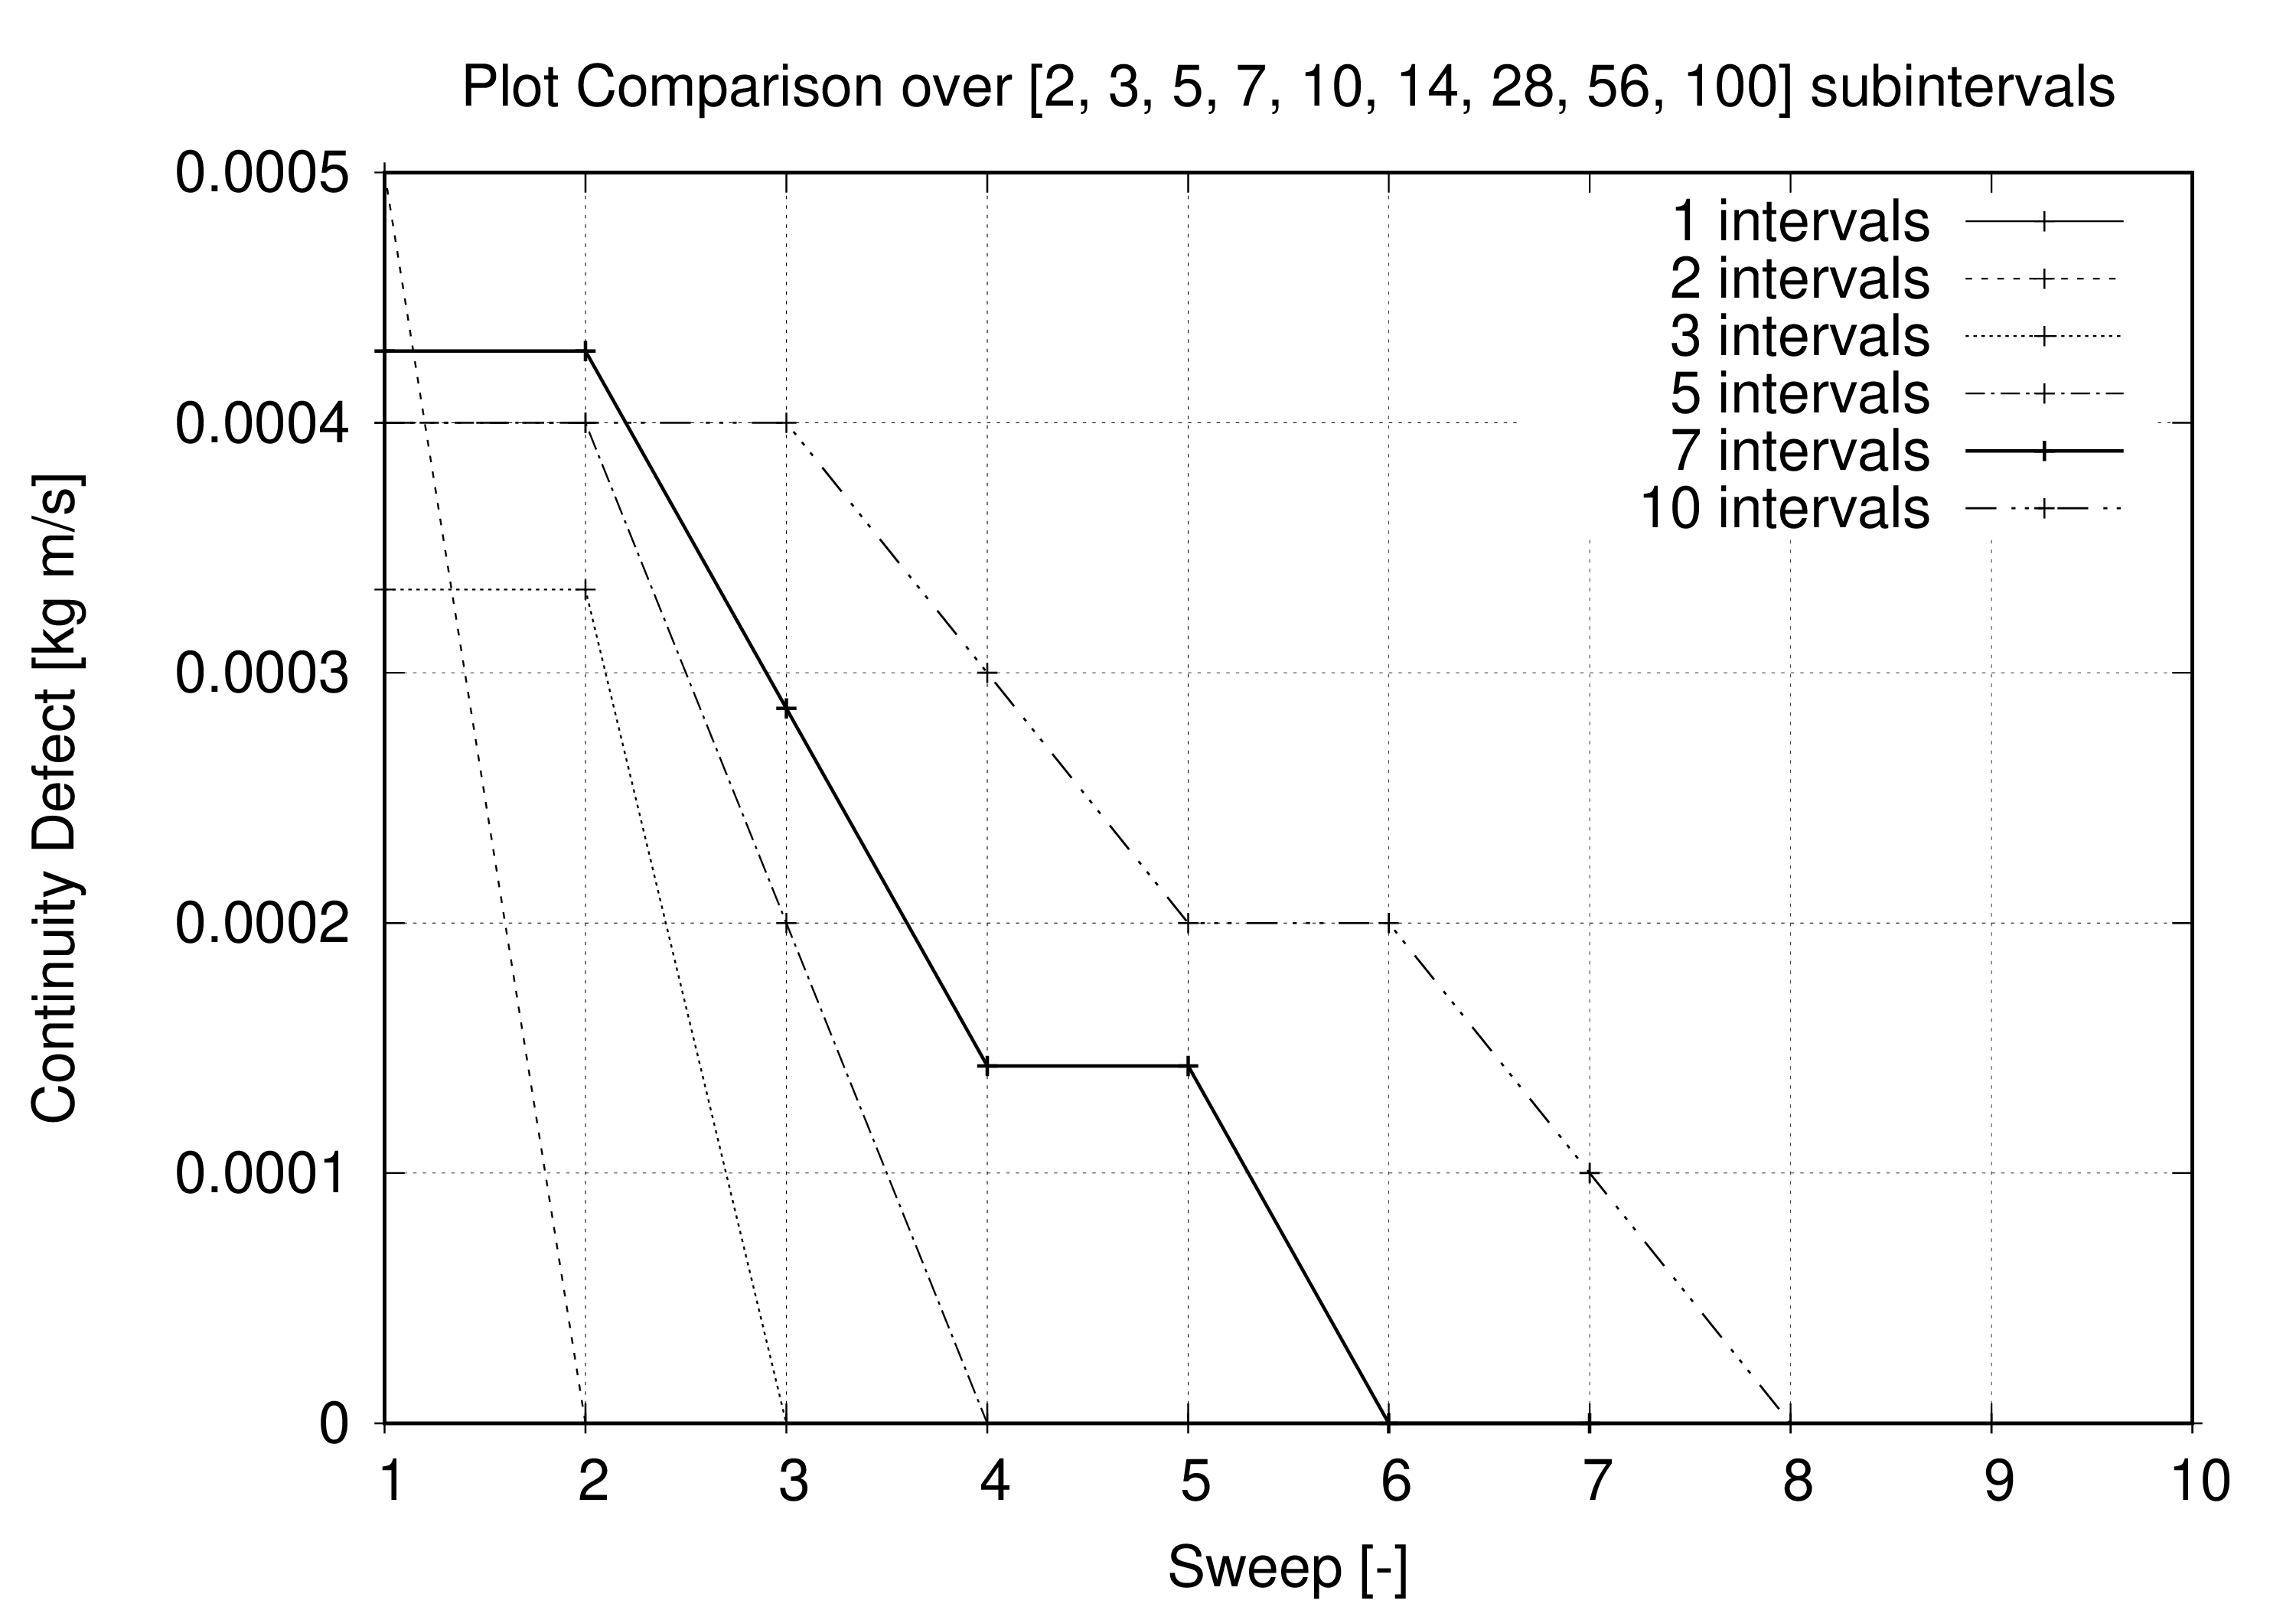 Plot Comparison over [2, 3, 5, 7, 10, 14, 28, 56, 100] subintervals
0.0005
0.0004
0.0003
0.0002
0.0001
0
Continuity Defect [kg m/s]
1 intervals
2 intervals
3 intervals
5 intervals
7 intervals
10 intervals
1 2 3 4 5 6 7 8 9 10
Sweep [-]